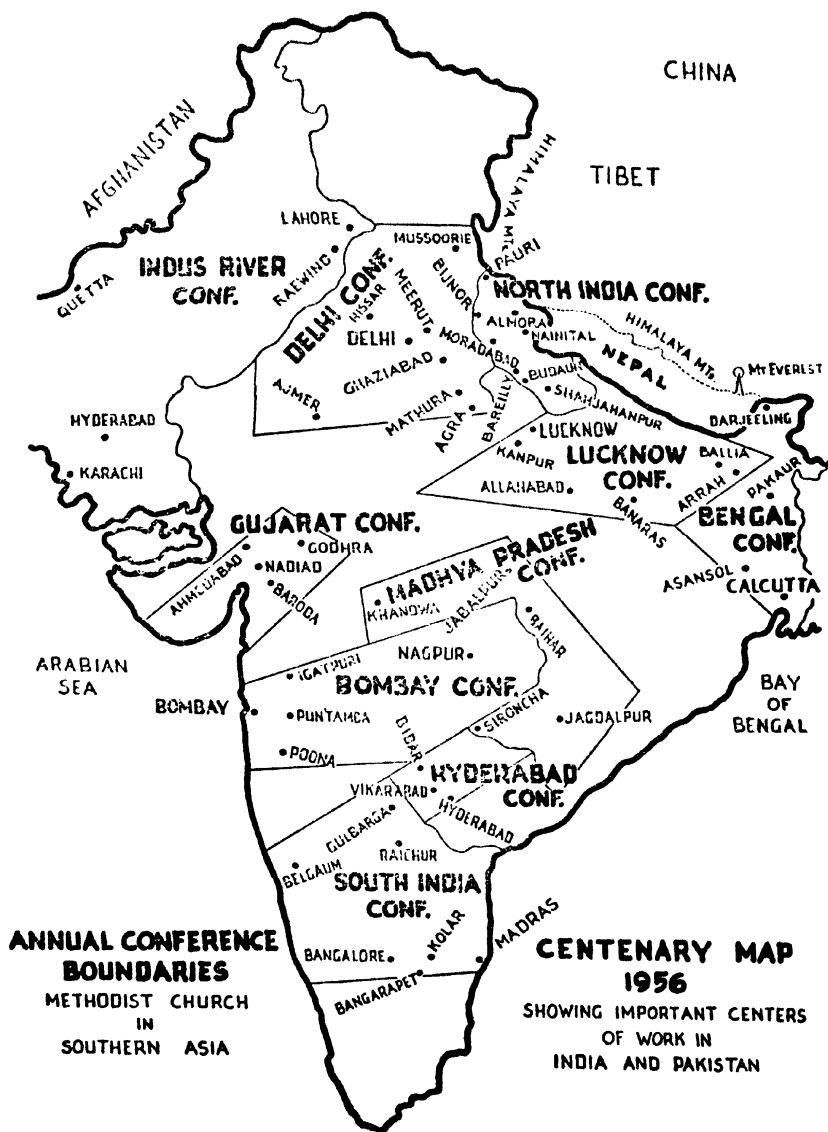 CHINA
AFGHANISTAN
TIBET
HIMALAYA MTS.
LAHORE
MUSSOORIE
PAURI
INDUS RIVER
CONF.
RAEWIND
QUETTA
DELHI CONF.
HISSAR
MEERUT
BIJNOR
NORTH INDIA CONF.
ALMORA
NAINITAL
HIMALAYA MTS.
NEPAL
MT EVEREST
DELHI
MORADABAD
GHAZIABAD
BUDAUN
SHAHJAHANPUR
DARJEELING
AJMER
MATHURA
AGRA
BAREILLY
HYDERABAD
KARACHI
LUCKNOW
KANPUR
LUCKNOW
CONF.
BALLIA
ALLAHABAD
BANARAS
ARRAH
PAKAUR
BENGAL
CONF.
GUJARAT CONF.
GODHRA
AHMEDABAD
NADIAD
BARODA
MADHYA PRADESH
CONF.
KHANDWA
JABALPUR
ASANSOL
CALCUTTA
ARABIAN
SEA
IGATPURI
NAGPUR
RAIHAR
BOMBAY CONF.
BAY
OF
BENGAL
BOMBAY
PUNTAMBA
SIRONCHA
JAGDALPUR
POONA
BIDAR
HYDERABAD
CONF.
VIKARABAD
HYDERABAD
GULBARGA
RAICHUR
BELGAUM
SOUTH INDIA
CONF.
BANGALORE
KOLAR
MADRAS
BANGARAPET
ANNUAL CONFERENCE
BOUNDARIES
METHODIST CHURCH
IN
SOUTHERN ASIA
CENTENARY MAP
1956
SHOWING IMPORTANT CENTERS
OF WORK IN
INDIA AND PAKISTAN